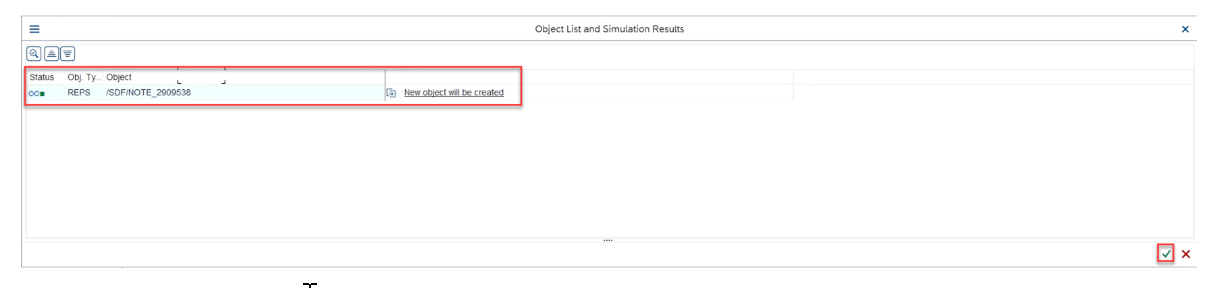 Object List and Simulation Results
Status Obj. Ty... Object
REPS /SDF/NOTE_2909538 New object will be created